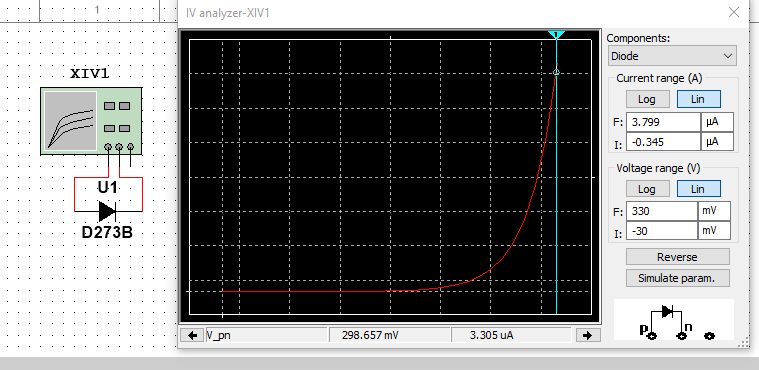 1
XIV1
U1
D273B
IV analyzer-XIV1
Components:
Diode
Current range (A)
Log Lin
F: 3.799 µA
I: -0.345 µA
Voltage range (V)
Log Lin
F: 330 mV
I: -30 mV
Reverse
Simulate param.
p n
V_pn 298.657 mV 3.305 uA